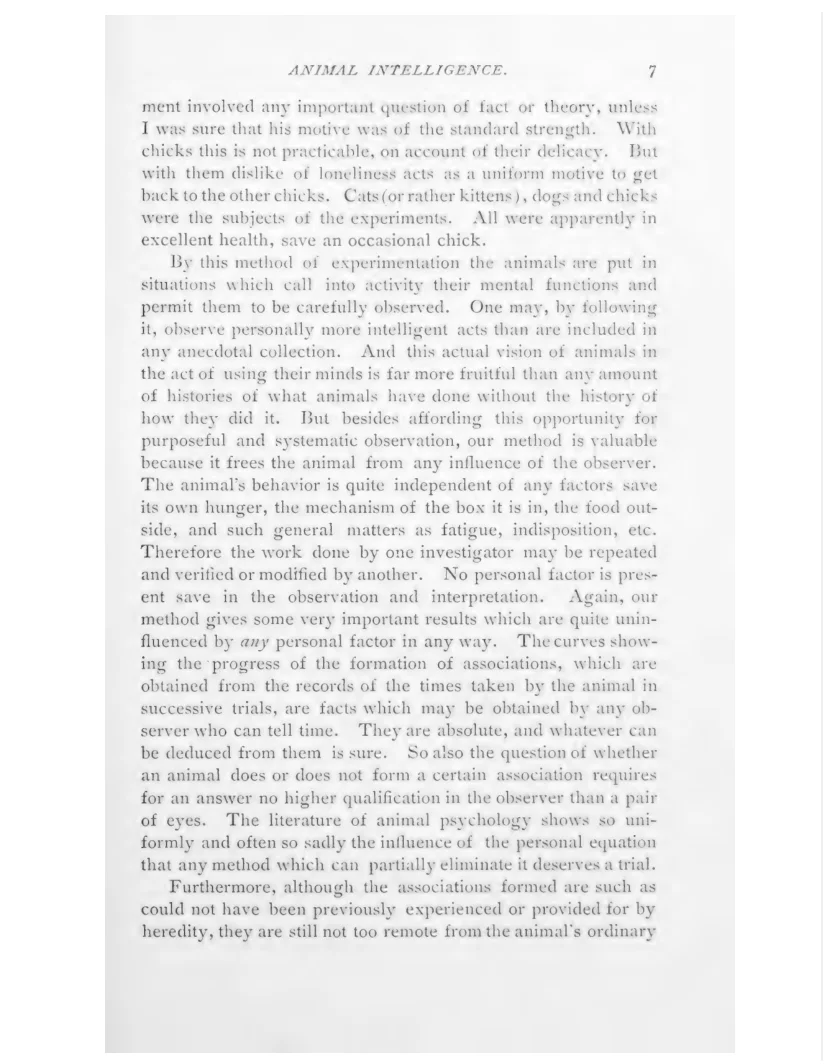 ANIMAL INTELLIGENCE. 7
ment involved any important question of fact or theory, unless
I was sure that his motive was of the standard strength. With
chicks this is not practicable, on account of their delicacy. But
with them dislike of loneliness acts as a uniform motive to get
back to the other chicks. Cats (or rather kittens), dogs and chicks
were the subjects of the experiments. All were apparently in
excellent health, save an occasional chick.
By this method of experimentation the animals are put in
situations which call into activity their mental functions and
permit them to be carefully observed. One may, by following
it, observe personally more intelligent acts than are included in
any anecdotal collection. And this actual vision of animals in
the act of using their minds is far more fruitful than any amount
of histories of what animals have done without the history of
how they did it. But besides affording this opportunity for
purposeful and systematic observation, our method is valuable
because it frees the animal from any influence of the observer.
The animal's behavior is quite independent of any factors save
its own hunger, the mechanism of the box it is in, the food out-
side, and such general matters as fatigue, indisposition, etc.
Therefore the work done by one investigator may be repeated
and verified or modified by another. No personal factor is pres-
ent save in the observation and interpretation. Again, our
method gives some very important results which are quite unin-
fluenced by any personal factor in any way. The curves show-
ing the progress of the formation of associations, which are
obtained from the records of the times taken by the animal in
successive trials, are facts which may be obtained by any ob-
server who can tell time. They are absolute, and whatever can
be deduced from them is sure. So also the question of whether
an animal does or does not form a certain association requires
for an answer no higher qualification in the observer than a pair
of eyes. The literature of animal psychology shows so uni-
formly and often so sadly the influence of the personal equation
that any method which can partially eliminate it deserves a trial.
Furthermore, although the associations formed are such as
could not have been previously experienced or provided for by
heredity, they are still not too remote from the animal's ordinary